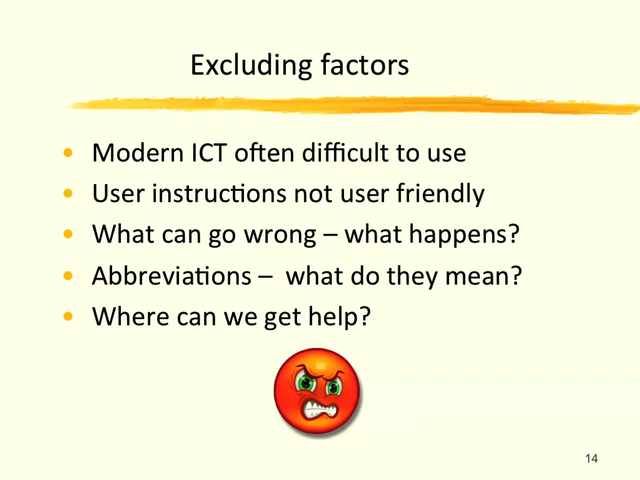 Excluding factors
• Modern ICT often difficult to use
• User instructions not user friendly
• What can go wrong – what happens?
• Abbreviations – what do they mean?
• Where can we get help?
14